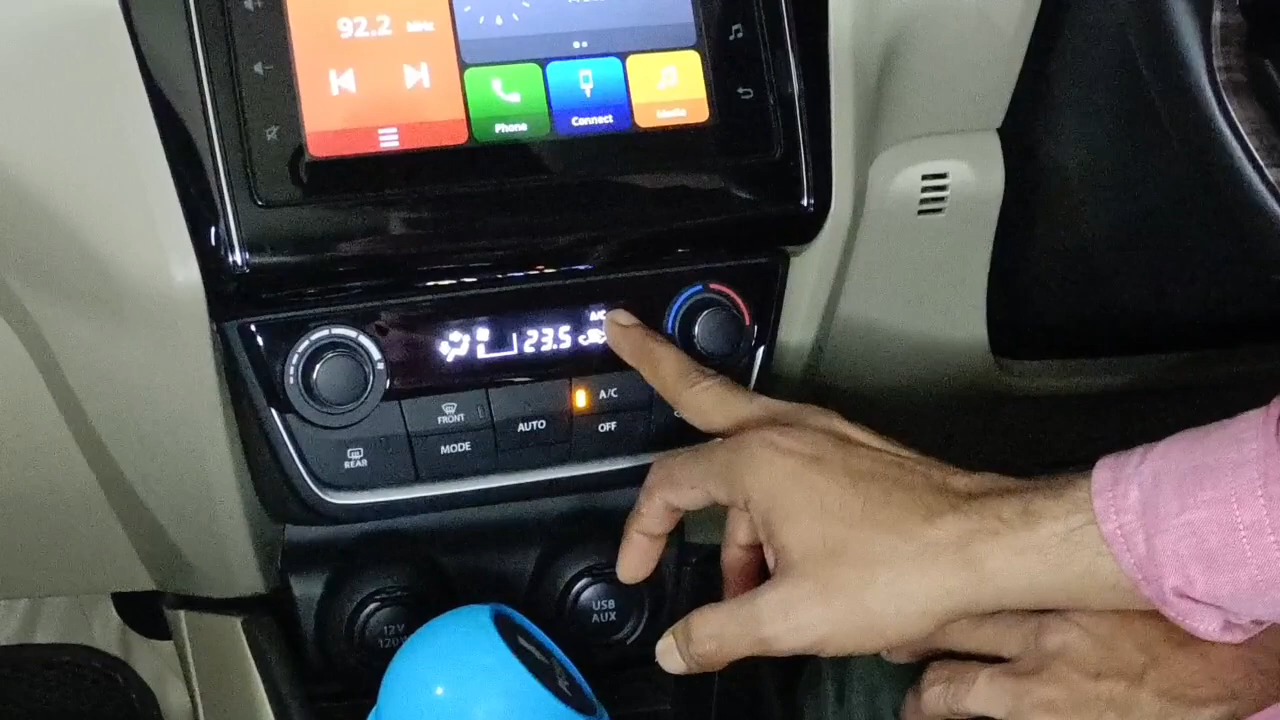 92.2 MHz
Phone
Connect
Media
A/C
23.5
FRONT
AUTO
A/C
REAR
MODE
OFF
12V
120W
USB
AUX